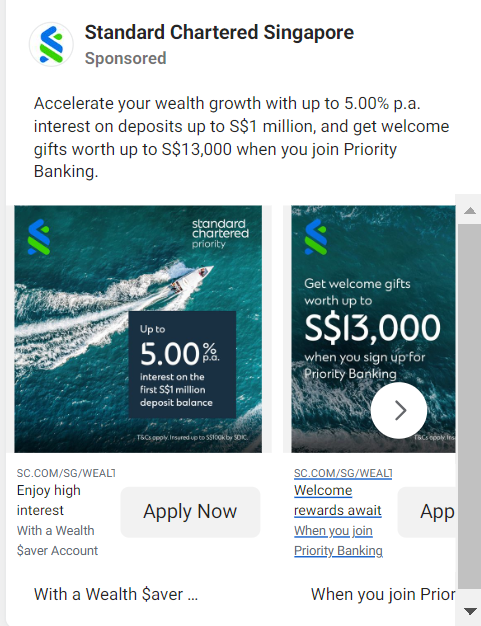 Standard Chartered Singapore
Sponsored
Accelerate your wealth growth with up to 5.00% p.a.
interest on deposits up to S$1 million, and get welcome
gifts worth up to S$13,000 when you join Priority
Banking.
standard
chartered
priority
Up to
5.00% p.a.
interest on the
first S$1 million
deposit balance
T&Cs apply. Insured up to S$100k by SDIC.
Get welcome gifts
worth up to
S$13,000
when you sign up for
Priority Banking
T&Cs apply. Ins
SC.COM/SG/WEALT
Enjoy high
interest
With a Wealth
$aver Account
Apply Now
SC.COM/SG/WEALT
Welcome
rewards await
When you join
Priority Banking
App
With a Wealth $aver ...
When you join Prior